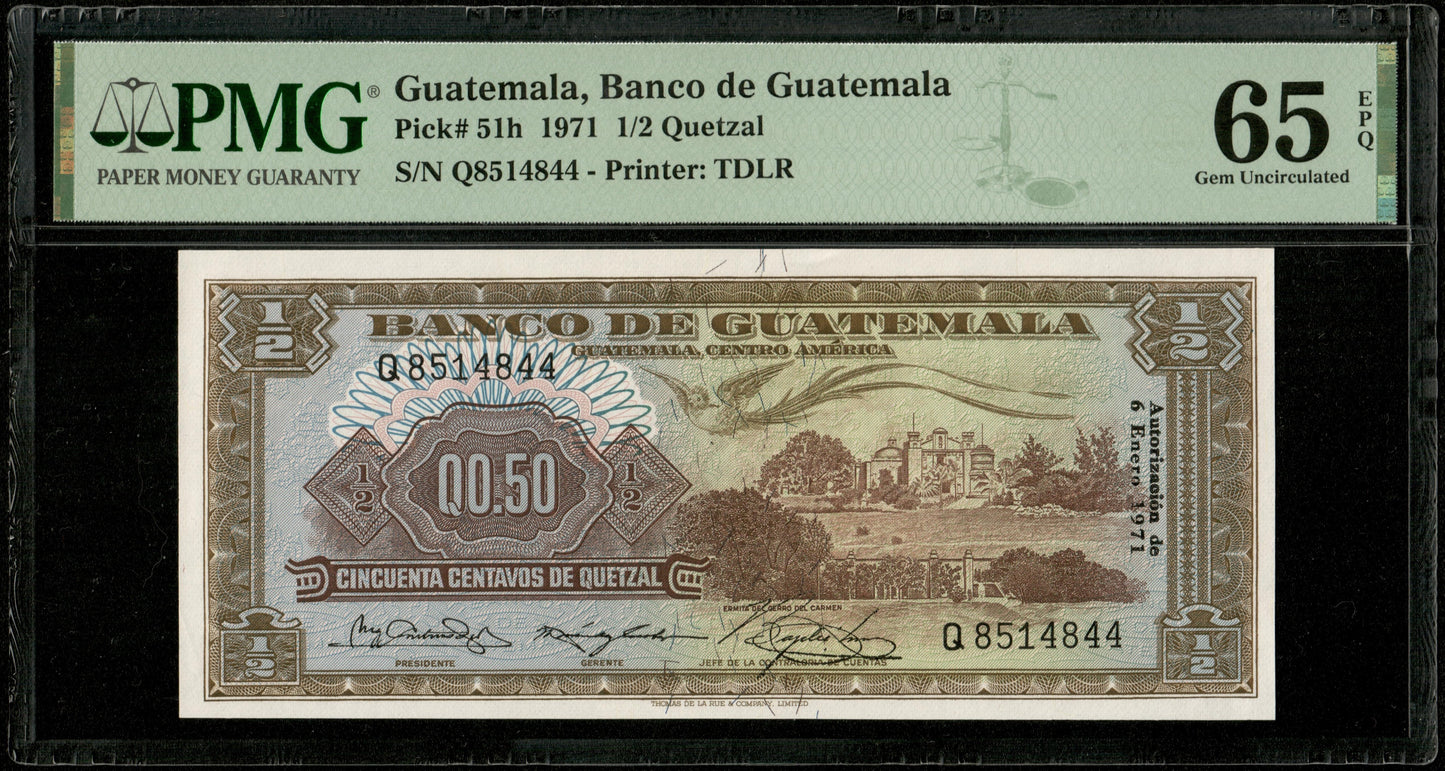 PMG®
PAPER MONEY GUARANTY
Guatemala, Banco de Guatemala
Pick# 51h 1971 1/2 Quetzal
S/N Q8514844 - Printer: TDLR
65
EPQ
Gem Uncirculated
1/2
1/2
BANCO DE GUATEMALA
GUATEMALA, CENTRO AMÉRICA
Q8514844
1/2
Q0.50
1/2
Autorización de
6 Enero 1971
CINCUENTA CENTAVOS DE QUETZAL
ERMITA DEL CERRO DEL CARMEN
Q8514844
PRESIDENTE
GERENTE
JEFE DE LA CONTRALORIA DE CUENTAS
1/2
1/2
THOMAS DE LA RUE & COMPANY, LIMITED